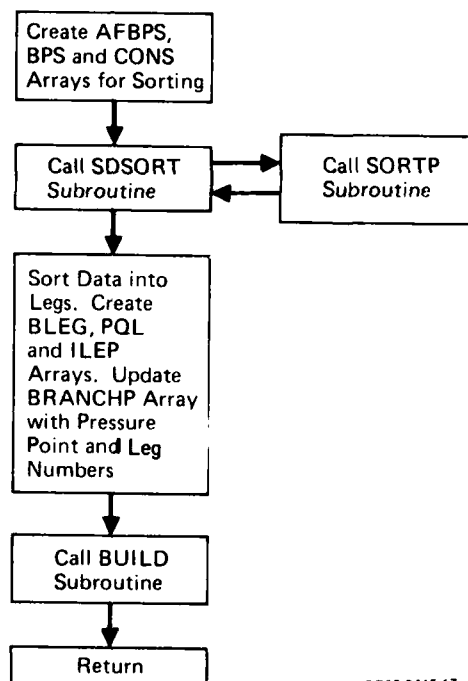 Create AFBPS,
BPS and CONS
Arrays for Sorting
Call SDSORT
Subroutine
Call SORTP
Subroutine
Sort Data into
Legs. Create
BLEG, PQL
and ILEP
Arrays. Update
BRANCHP Array
with Pressure
Point and Leg
Numbers
Call BUILD
Subroutine
Return